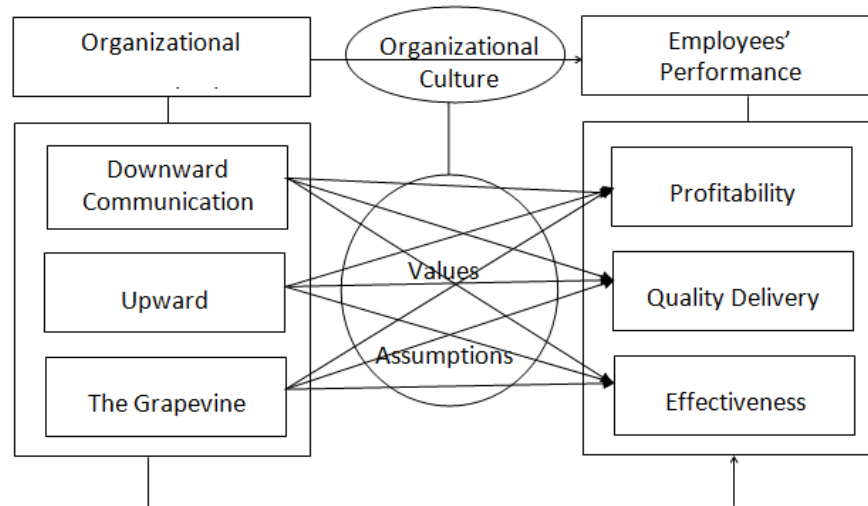 Organizational
Organizational
Culture
Employees’
Performance
Downward
Communication
Upward
The Grapevine
Values
Assumptions
Profitability
Quality Delivery
Effectiveness